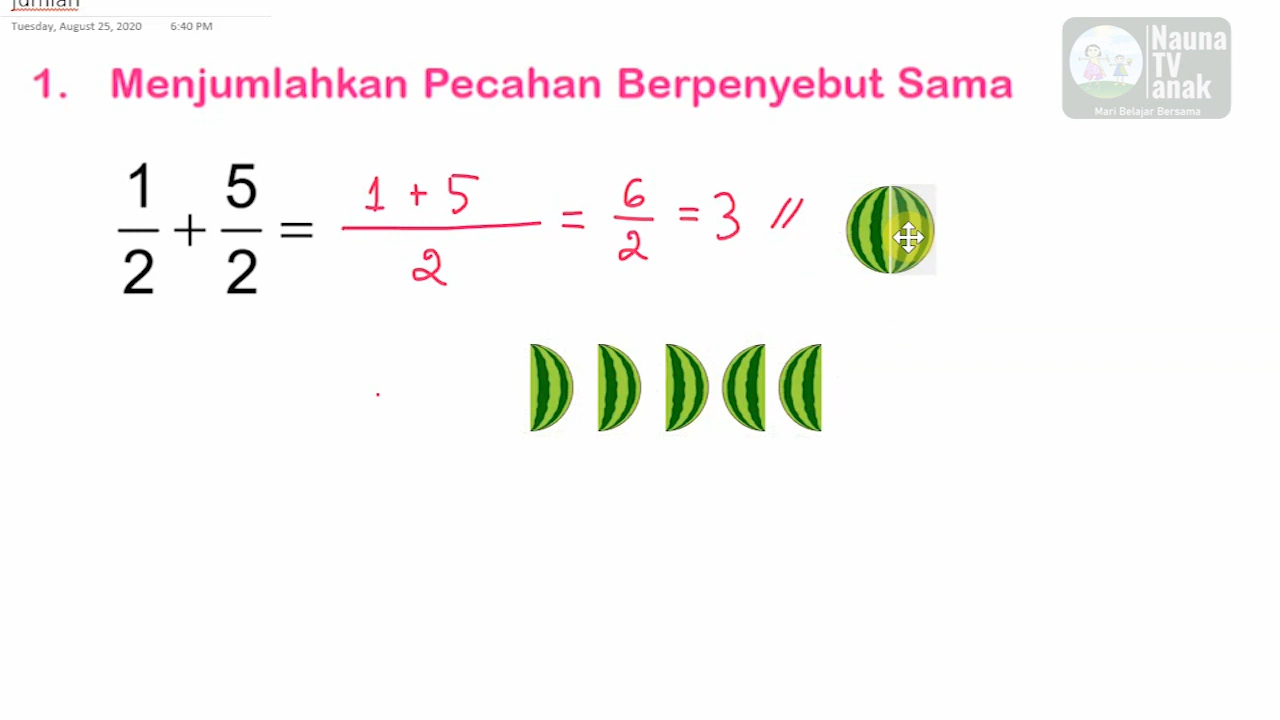 jumlah
Tuesday, August 25, 2020 6:40 PM
Nauna
TV
anak
Mari Belajar Bersama
1. Menjumlahkan Pecahan Berpenyebut Sama
1/2 + 5/2 = (1 + 5)/2 = 6/2 = 3 //